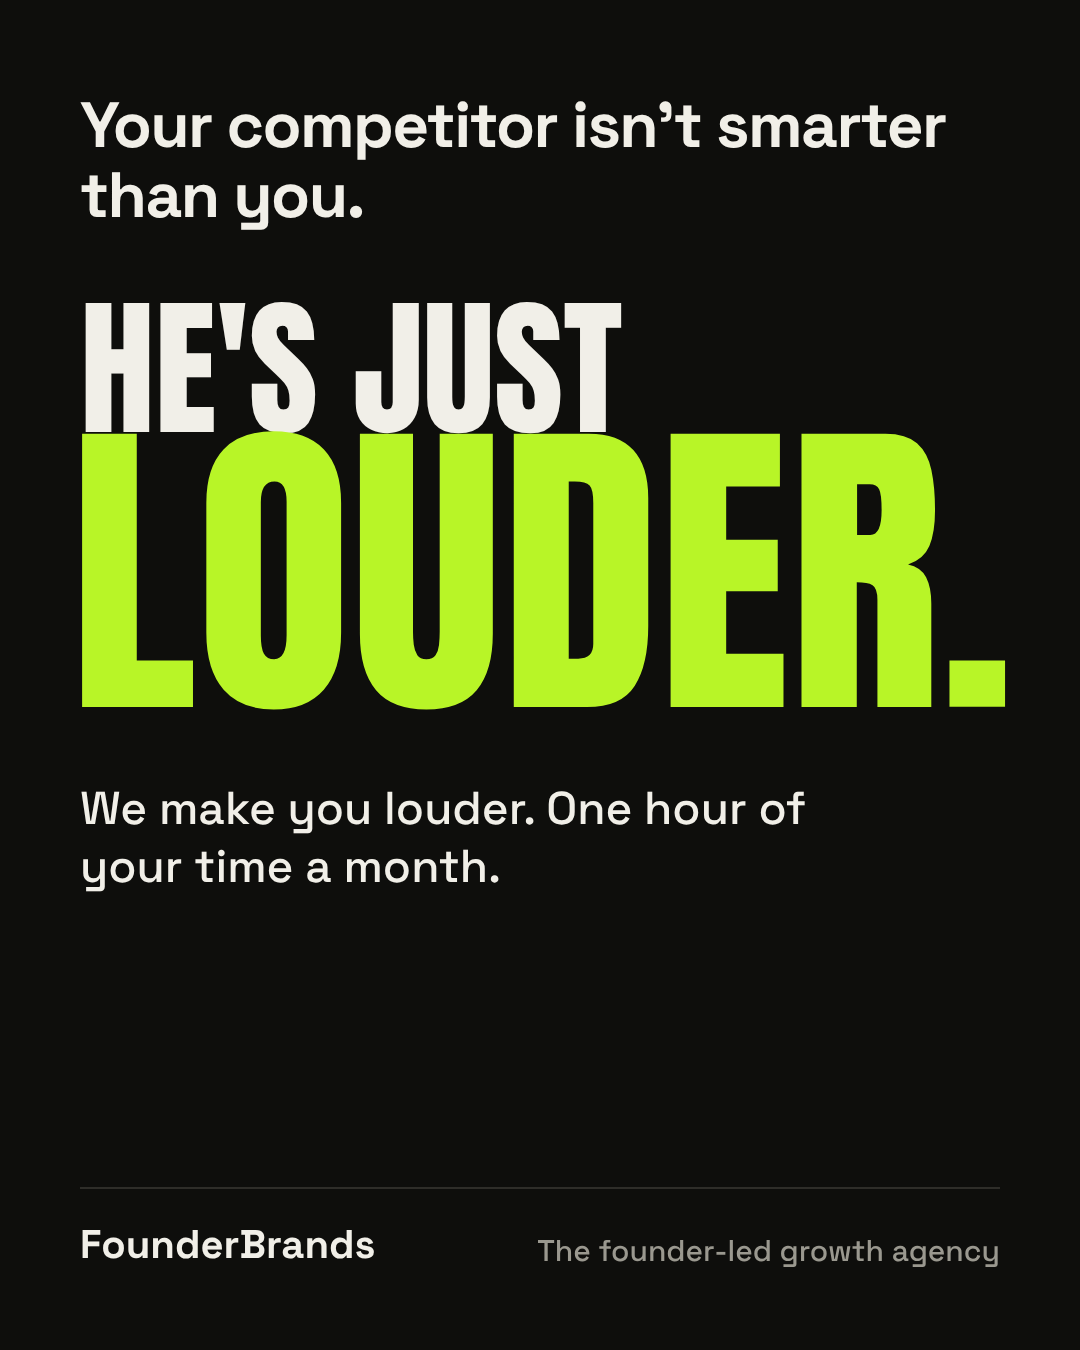 Your competitor isn’t smarter
than you.
HE'S JUST
LOUDER.
We make you louder. One hour of
your time a month.
FounderBrands
The founder-led growth agency